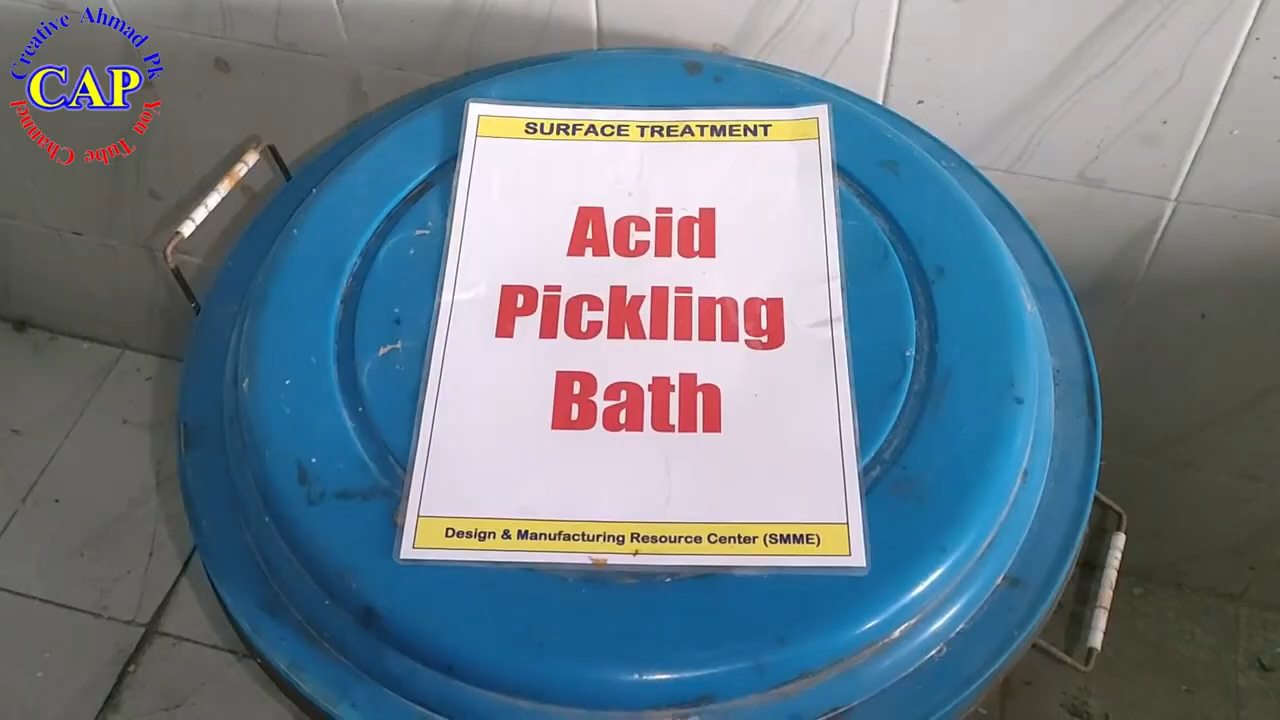 Creative Ahmad Pk
CAP
You Tube Channel
SURFACE TREATMENT
Acid
Pickling
Bath
Design & Manufacturing Resource Center (SMME)